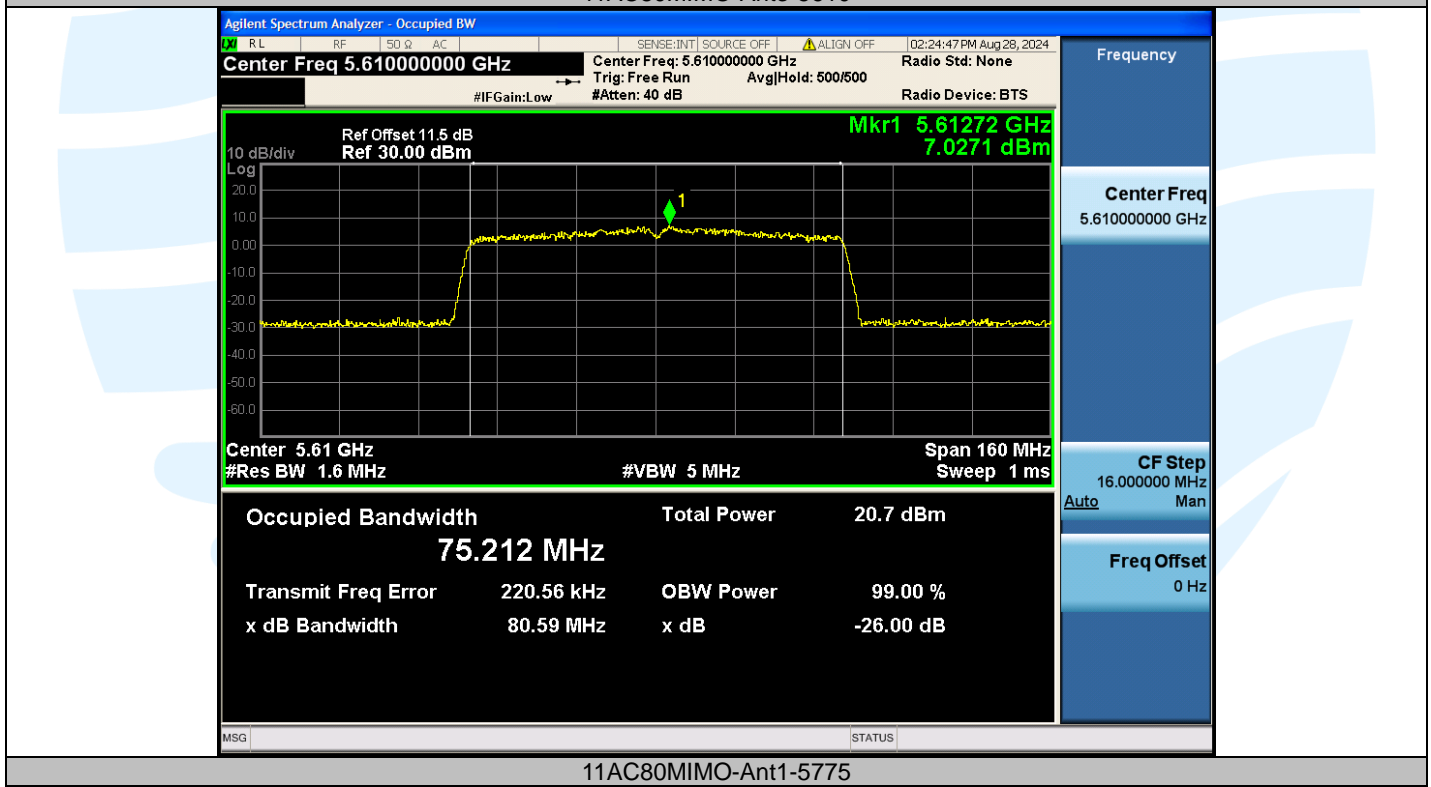 Agilent Spectrum Analyzer - Occupied BW
LXI RL RF 50 Ω AC SENSE:INT SOURCE OFF ALIGN OFF 02:24:47 PM Aug 28, 2024
Center Freq 5.610000000 GHz
Center Freq: 5.610000000 GHz
Radio Std: None
Trig: Free Run Avg|Hold: 500/500
#IFGain:Low
#Atten: 40 dB
Radio Device: BTS
Frequency
Mkr1 5.61272 GHz
7.0271 dBm
Ref Offset 11.5 dB
10 dB/div Ref 30.00 dBm
Log
20.0
10.0
0.00
-10.0
-20.0
-30.0
-40.0
-50.0
-60.0
1
Center 5.61 GHz Span 160 MHz
#Res BW 1.6 MHz #VBW 5 MHz Sweep 1 ms
Occupied Bandwidth Total Power 20.7 dBm
75.212 MHz
Transmit Freq Error 220.56 kHz OBW Power 99.00 %
x dB Bandwidth 80.59 MHz x dB -26.00 dB
Center Freq
5.610000000 GHz
CF Step
16.000000 MHz
Auto Man
Freq Offset
0 Hz
MSG STATUS
11AC80MIMO-Ant1-5775